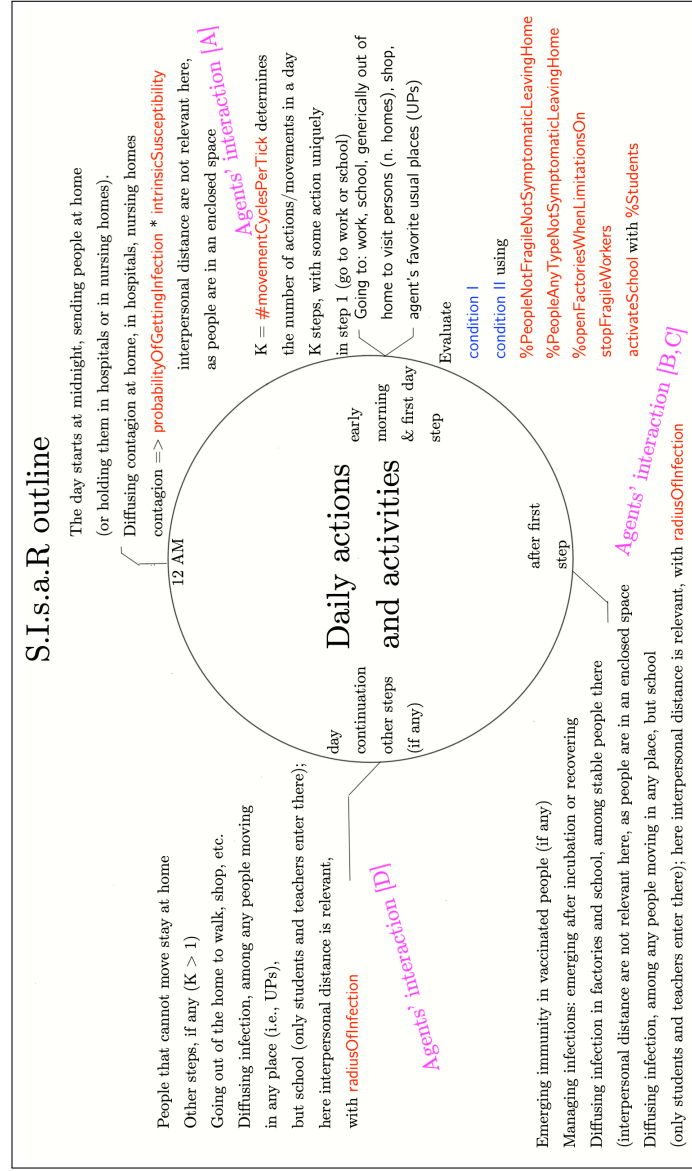 S.I.s.a.R outline
The day starts at midnight, sending people at home
(or holding them in hospitals or in nursing homes).
Diffusing contagion at home, in hospitals, nursing homes
contagion => probabilityOfGettingInfection * intrinsicSusceptibility
interpersonal distance are not relevant here,
as people are in an enclosed space
Agents' interaction [A]
12 AM
K = #movementCyclesPerTick determines
the number of actions/movements in a day
K steps, with some action uniquely
in step 1 (go to work or school)
Going to: work, school, generically out of
home to visit persons (n. homes), shop,
agent's favorite usual places (UPs)
early
morning
& first day
step
Daily actions
and activities
Evaluate
condition I
condition II using
%PeopleNotFragileNotSymptomaticLeavingHome
%PeopleAnyTypeNotSymptomaticLeavingHome
%openFactoriesWhenLimitationsOn
stopFragileWorkers
activateSchool with %Students
after first
step
Agents' interaction [B,C]
Emerging immunity in vaccinated people (if any)
Managing infections: emerging after incubation or recovering
Diffusing infection in factories and school, among stable people there
(interpersonal distance are not relevant here, as people are in an enclosed space
Diffusing infection, among any people moving in any place, but school
(only students and teachers enter there); here interpersonal distance is relevant, with radiusOfInfection
day
continuation
other steps
(if any)
People that cannot move stay at home
Other steps, if any (K > 1)
Going out of the home to walk, shop, etc.
Diffusing infection, among any people moving
in any place (i.e., UPs),
but school (only students and teachers enter there);
here interpersonal distance is relevant,
with radiusOfInfection
Agents' interaction [D]